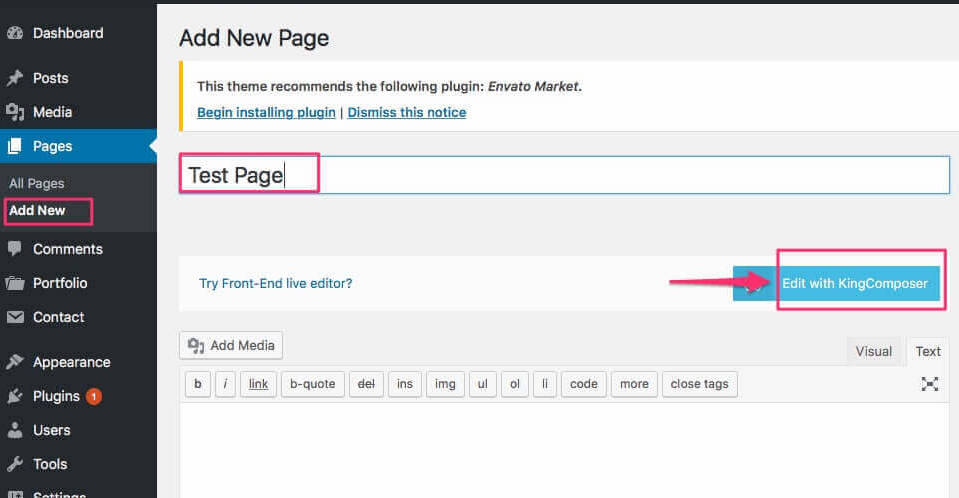 Dashboard
Posts
Media
Pages
All Pages
Add New
Comments
Portfolio
Contact
Appearance
Plugins 1
Users
Tools
Settings
Add New Page
This theme recommends the following plugin: Envato Market.
Begin installing plugin | Dismiss this notice
Test Page
Try Front-End live editor?
Edit with KingComposer
Add Media
Visual Text
b i link b-quote del ins img ul ol li code more close tags